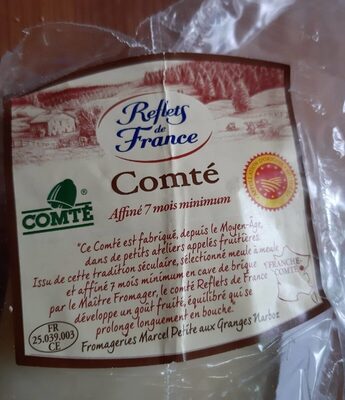 Reflets
de
France
Comté
Affiné 7 mois minimum
COMTÉ
®
"Ce Comté est fabriqué, depuis le Moyen-Âge,
dans de petits ateliers appelés fruitières.
Issu de cette tradition séculaire, sélectionné meule à meule
et affiné 7 mois minimum en cave de brique
par le Maître Fromager, le comté Reflets de France
développe un goût fruité, équilibré qui se
prolonge longuement en bouche."
Fromageries Marcel Petite aux Granges Narboz
FRANCHE
COMTÉ
FR
25.039.003
CE